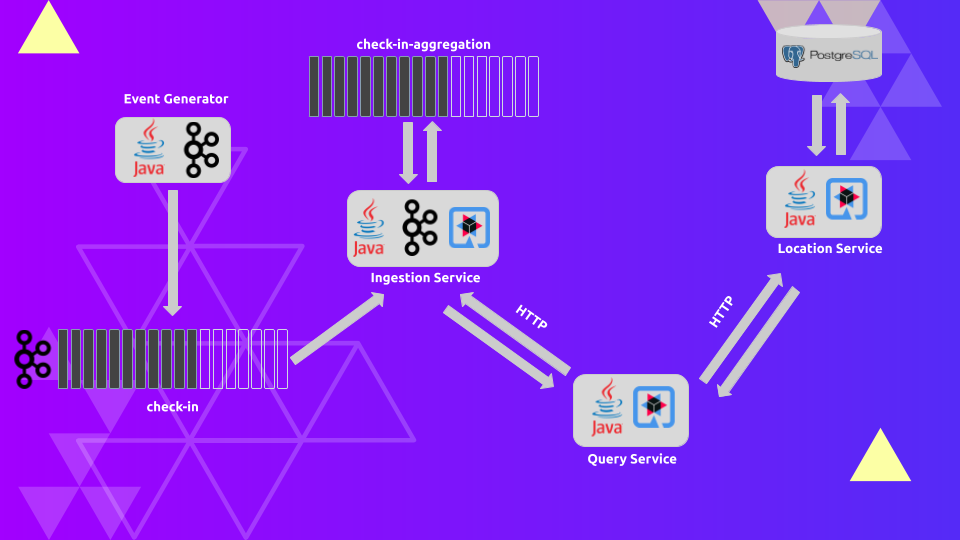 check-in-aggregation
PostgreSQL
Event Generator
Java
Java
Java
Location Service
Ingestion Service
HTTP
HTTP
check-in
Java
Query Service